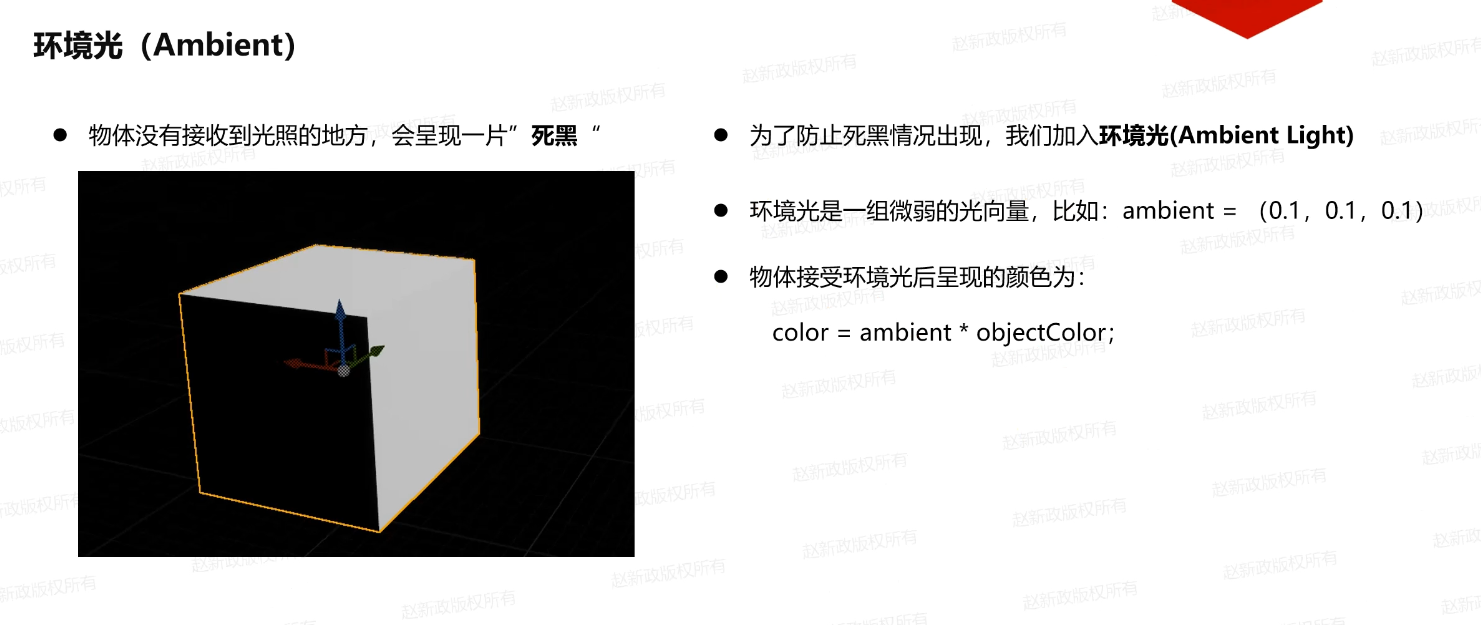 环境光（Ambient）
● 物体没有接收到光照的地方，会呈现一片”死黑“
● 为了防止死黑情况出现，我们加入环境光(Ambient Light)
● 环境光是一组微弱的光向量，比如：ambient = （0.1，0.1，0.1）
● 物体接受环境光后呈现的颜色为：
color = ambient * objectColor；
赵新政版权所有